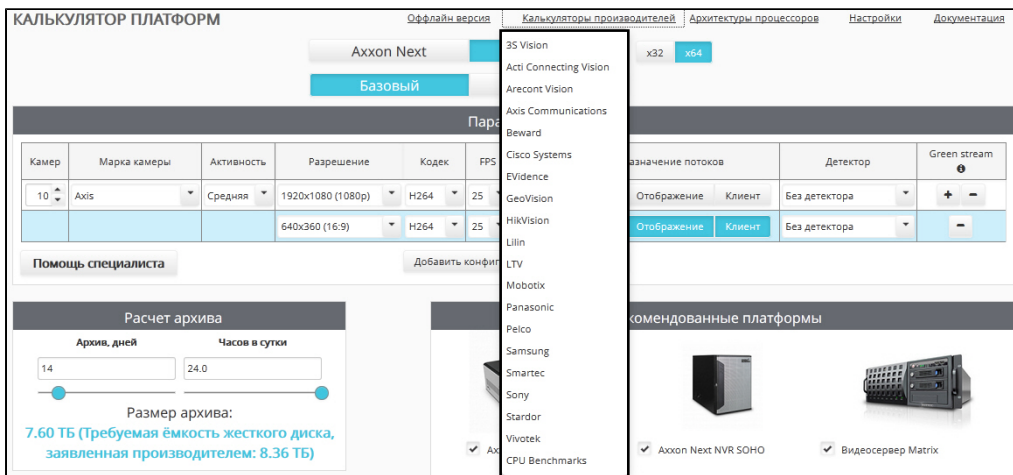 КАЛЬКУЛЯТОР ПЛАТФОРМ
Оффлайн версия
Калькуляторы производителей
Архитектуры процессоров
Настройки
Документация
Axxon Next
x32
x64
Базовый
3S Vision
Acti Connecting Vision
Arecont Vision
Axis Communications
Beward
Cisco Systems
EVidence
GeoVision
HikVision
Lilin
LTV
Mobotix
Panasonic
Pelco
Samsung
Smartec
Sony
Stardor
Vivotek
CPU Benchmarks
Пара
Камер
Марка камеры
Активность
Разрешение
Кодек
FPS
азначение потоков
Детектор
Green stream
10
Axis
Средняя
1920x1080 (1080p)
H264
25
Отображение
Клиент
Без детектора
+
-
640x360 (16:9)
H264
25
Отображение
Клиент
Без детектора
-
Помощь специалиста
Добавить конфиг
Расчет архива
Архив, дней
Часов в сутки
14
24.0
Размер архива:
7.60 ТБ (Требуемая ёмкость жесткого диска,
заявленная производителем: 8.36 ТБ)
комендованные платформы
Ax
Axxon Next NVR SOHO
Видеосервер Matrix